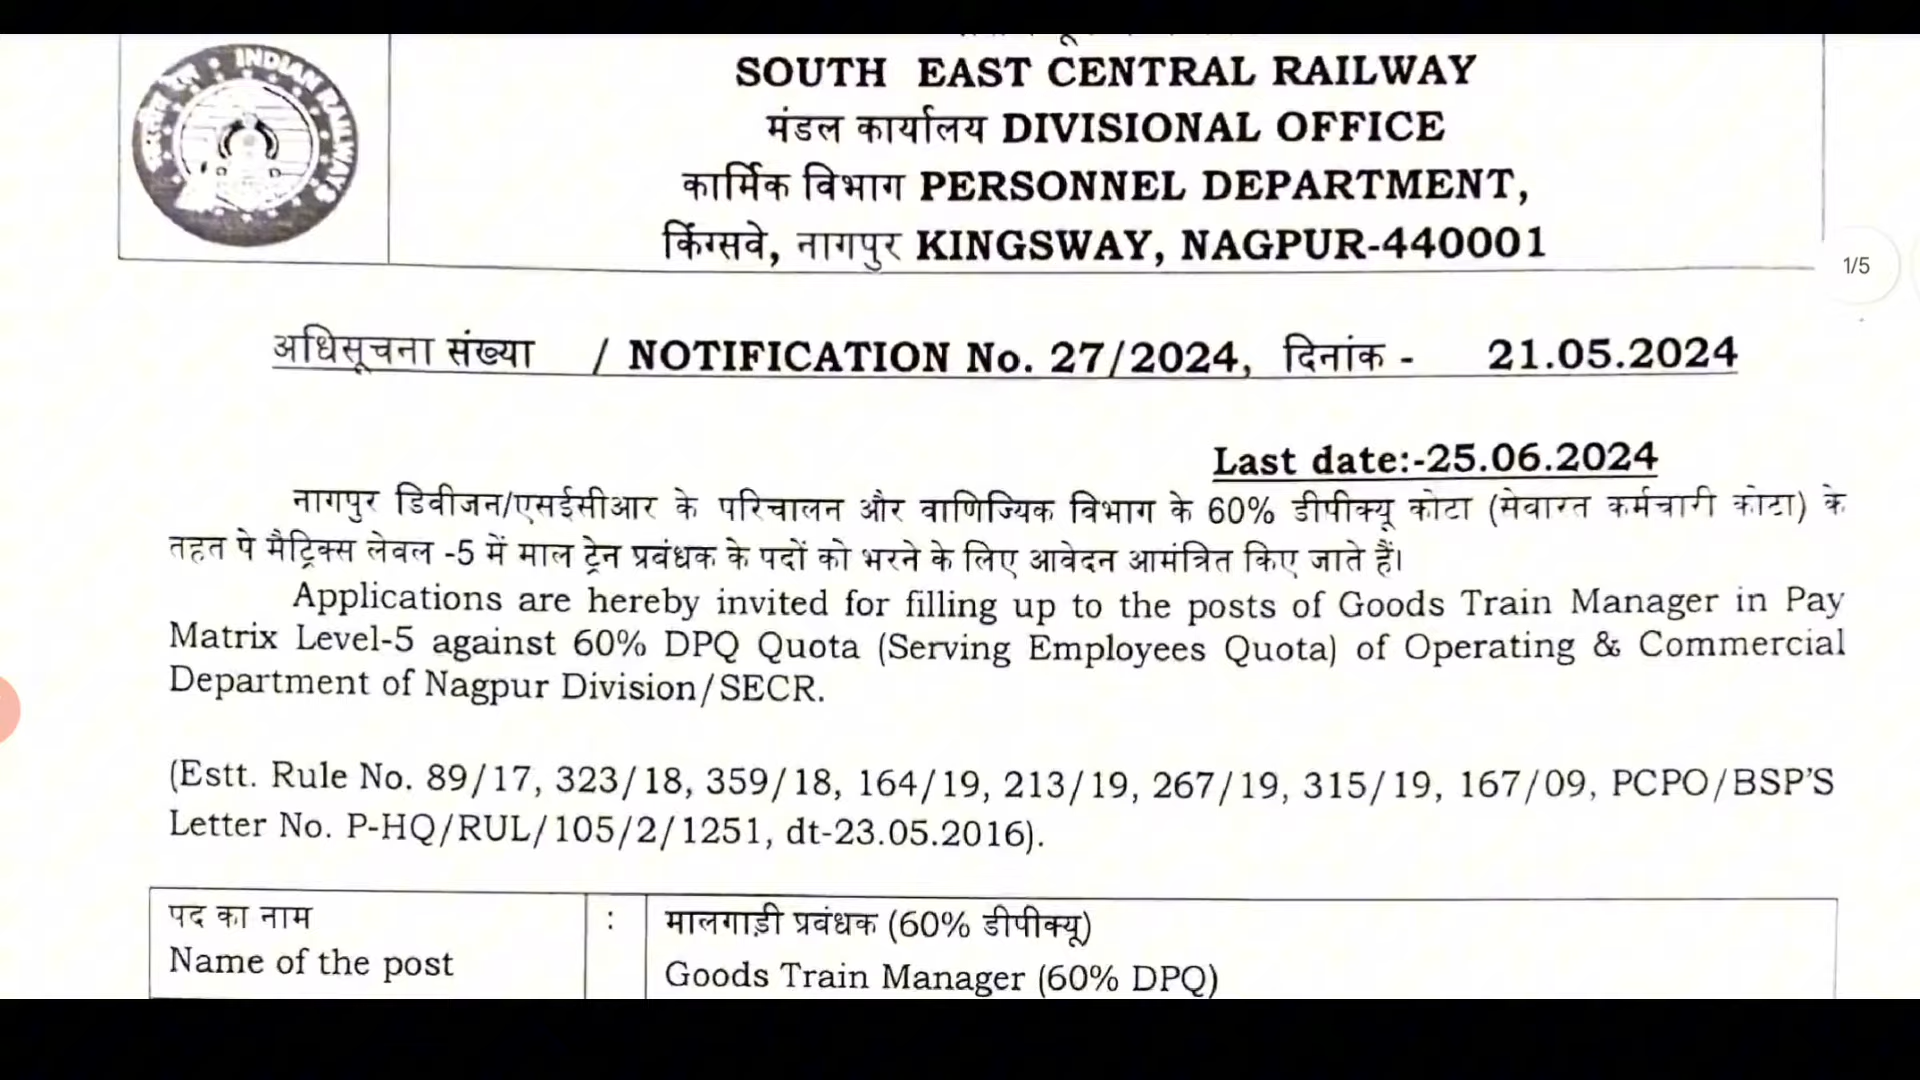 INDIAN RAILWAYS
SOUTH EAST CENTRAL RAILWAY
मंडल कार्यालय DIVISIONAL OFFICE
कार्मिक विभाग PERSONNEL DEPARTMENT,
किंग्सवे, नागपुर KINGSWAY, NAGPUR-440001
1/5
अधिसूचना संख्या / NOTIFICATION No. 27/2024, दिनांक - 21.05.2024
Last date:-25.06.2024
नागपुर डिवीजन/एसईसीआर के परिचालन और वाणिज्यिक विभाग के 60% डीपीक्यू कोटा (सेवारत कर्मचारी कोटा) के
तहत पे मैट्रिक्स लेवल -5 में माल ट्रेन प्रबंधक के पदों को भरने के लिए आवेदन आमंत्रित किए जाते हैं।
Applications are hereby invited for filling up to the posts of Goods Train Manager in Pay
Matrix Level-5 against 60% DPQ Quota (Serving Employees Quota) of Operating & Commercial
Department of Nagpur Division/SECR.
(Estt. Rule No. 89/17, 323/18, 359/18, 164/19, 213/19, 267/19, 315/19, 167/09, PCPO/BSP'S
Letter No. P-HQ/RUL/105/2/1251, dt-23.05.2016).
पद का नाम : मालगाड़ी प्रबंधक (60% डीपीक्यू)
Name of the post Goods Train Manager (60% DPQ)